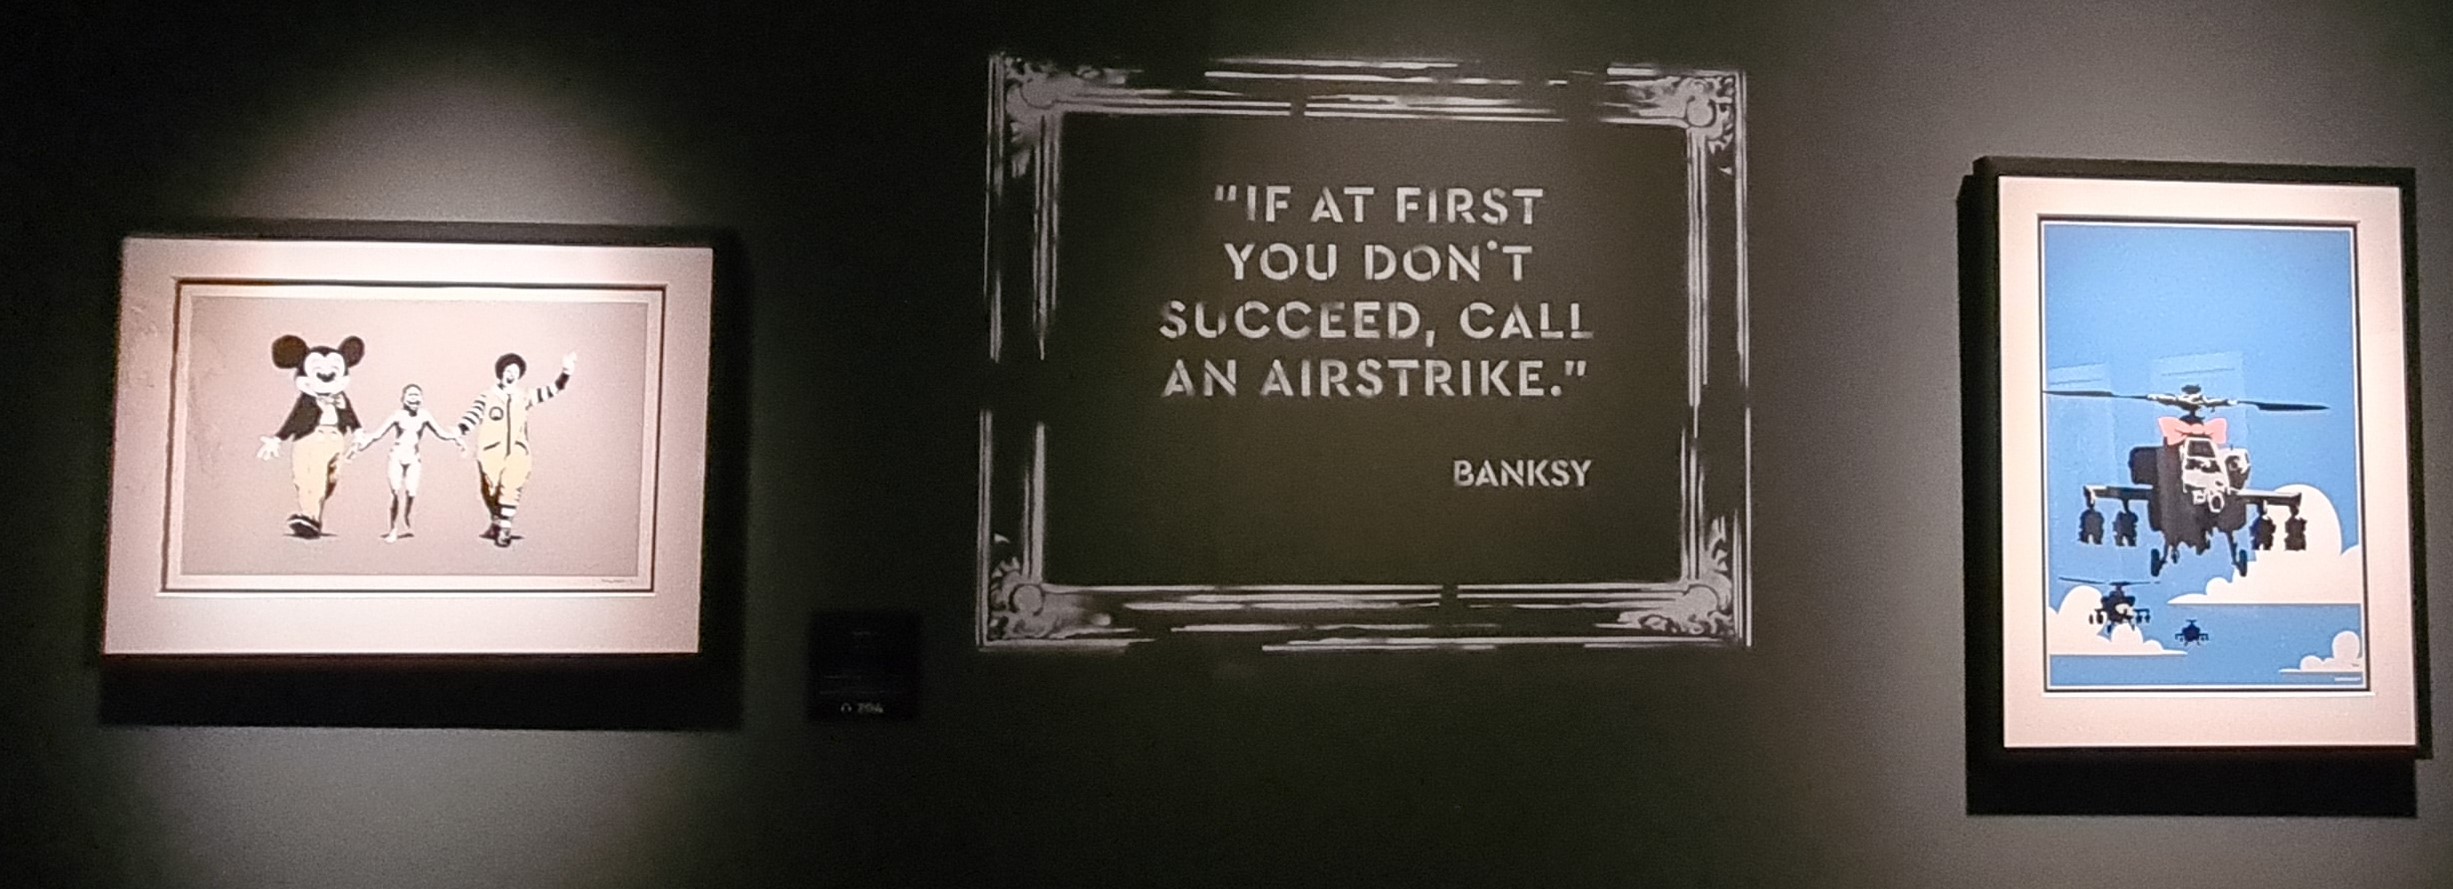 "IF AT FIRST
YOU DON'T
SUCCEED, CALL
AN AIRSTRIKE."
BANKSY